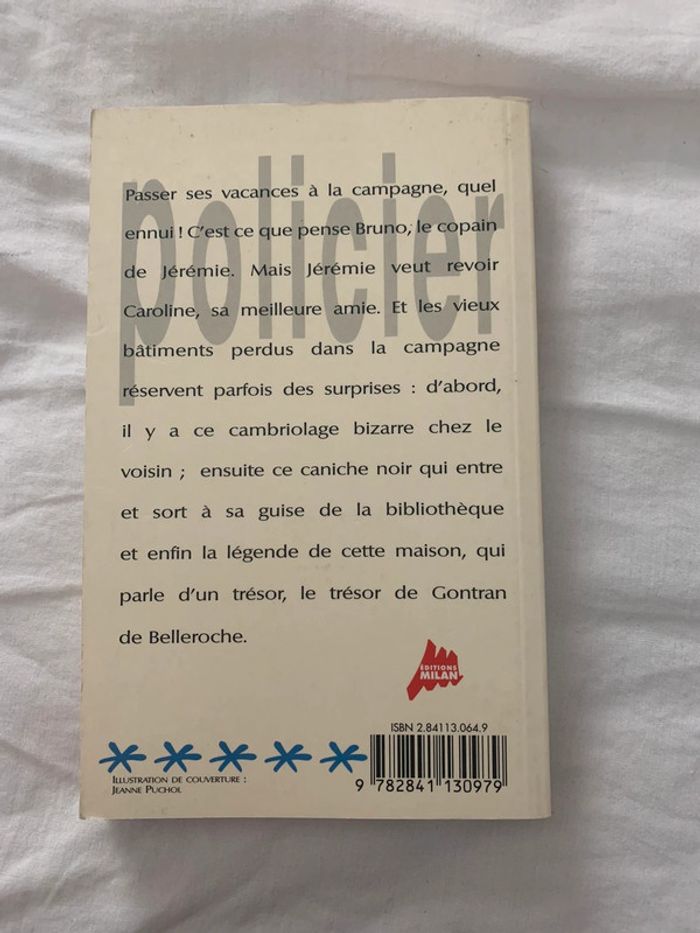 policier
Passer ses vacances à la campagne, quel
ennui ! C'est ce que pense Bruno, le copain
de Jérémie. Mais Jérémie veut revoir
Caroline, sa meilleure amie. Et les vieux
bâtiments perdus dans la campagne
réservent parfois des surprises : d'abord,
il y a ce cambriolage bizarre chez le
voisin ; ensuite ce caniche noir qui entre
et sort à sa guise de la bibliothèque
et enfin la légende de cette maison, qui
parle d'un trésor, le trésor de Gontran
de Belleroche.
ÉDITIONS
MILAN
ISBN 2.84113.064.9
ILLUSTRATION DE COUVERTURE :
JEANNE PUCHOL
9 782841 130979